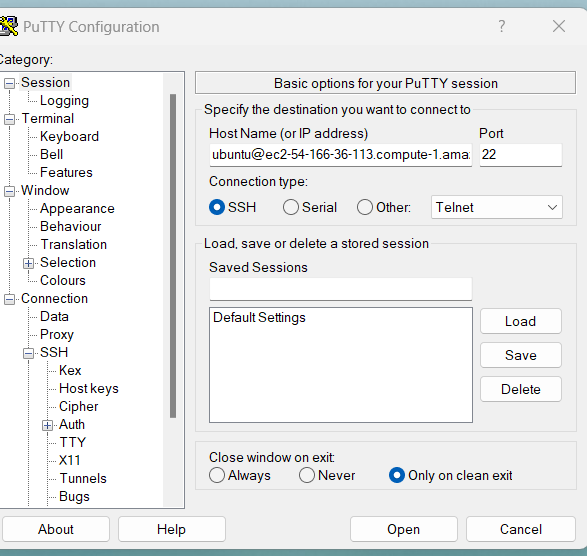 PuTTY Configuration ? ×
Category:
Session
Logging
Terminal
Keyboard
Bell
Features
Window
Appearance
Behaviour
Translation
Selection
Colours
Connection
Data
Proxy
SSH
Kex
Host keys
Cipher
Auth
TTY
X11
Tunnels
Bugs
Basic options for your PuTTY session
Specify the destination you want to connect to
Host Name (or IP address) Port
ubuntu@ec2-54-166-36-113.compute-1.ama: 22
Connection type:
SSH Serial Other: Telnet
Load, save or delete a stored session
Saved Sessions
Default Settings
Load
Save
Delete
Close window on exit:
Always Never Only on clean exit
About Help Open Cancel